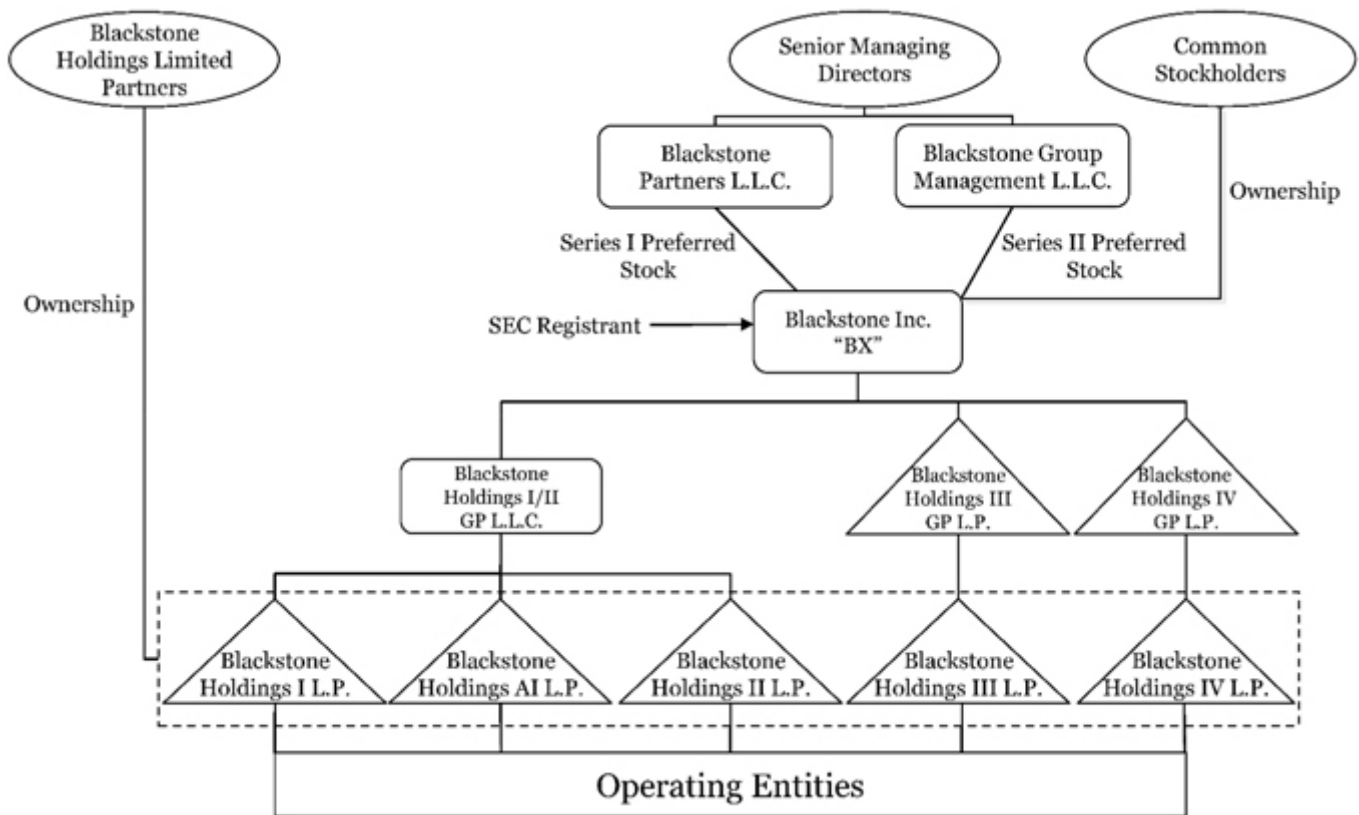 Blackstone
Holdings Limited
Partners
Senior Managing
Directors
Common
Stockholders
Blackstone
Partners L.L.C.
Blackstone Group
Management L.L.C.
Ownership
Series I Preferred
Stock
Series II Preferred
Stock
Ownership
SEC Registrant
Blackstone Inc.
“BX”
Blackstone
Holdings I/II
GP L.L.C.
Blackstone
Holdings III
GP L.P.
Blackstone
Holdings IV
GP L.P.
Blackstone
Holdings I L.P.
Blackstone
Holdings AI L.P.
Blackstone
Holdings II L.P.
Blackstone
Holdings III L.P.
Blackstone
Holdings IV L.P.
Operating Entities